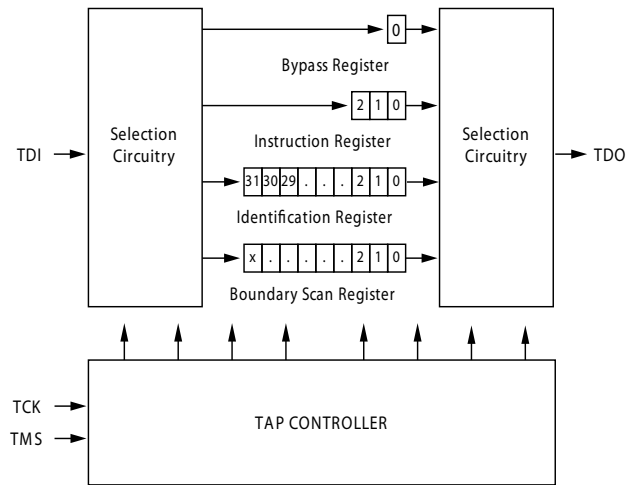 0
Bypass Register
2 1 0
Selection
Circuitry
Selection
Circuitry
TDI
TDO
Instruction Register
31 30 29 . . . 2 1 0
Identification Register
x . . . . . 2 1 0
Boundary Scan Register
TCK
TMS
TAP CONTROLLER